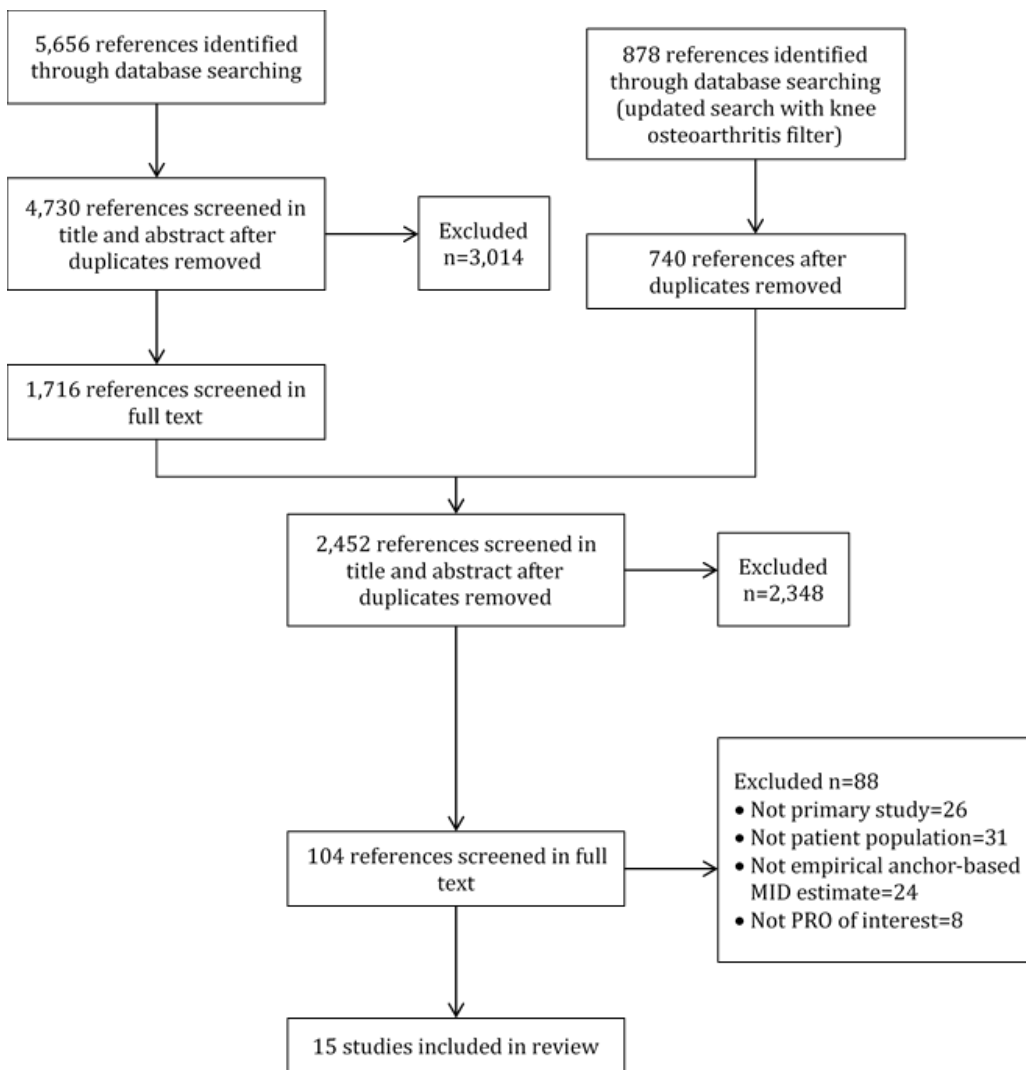 5,656 references identified
through database searching
878 references identified
through database searching
(updated search with knee
osteoarthritis filter)
4,730 references screened in
title and abstract after
duplicates removed
Excluded
n=3,014
740 references after
duplicates removed
1,716 references screened in
full text
2,452 references screened in
title and abstract after
duplicates removed
Excluded
n=2,348
104 references screened in full
text
Excluded n=88
• Not primary study=26
• Not patient population=31
• Not empirical anchor-based
MID estimate=24
• Not PRO of interest=8
15 studies included in review